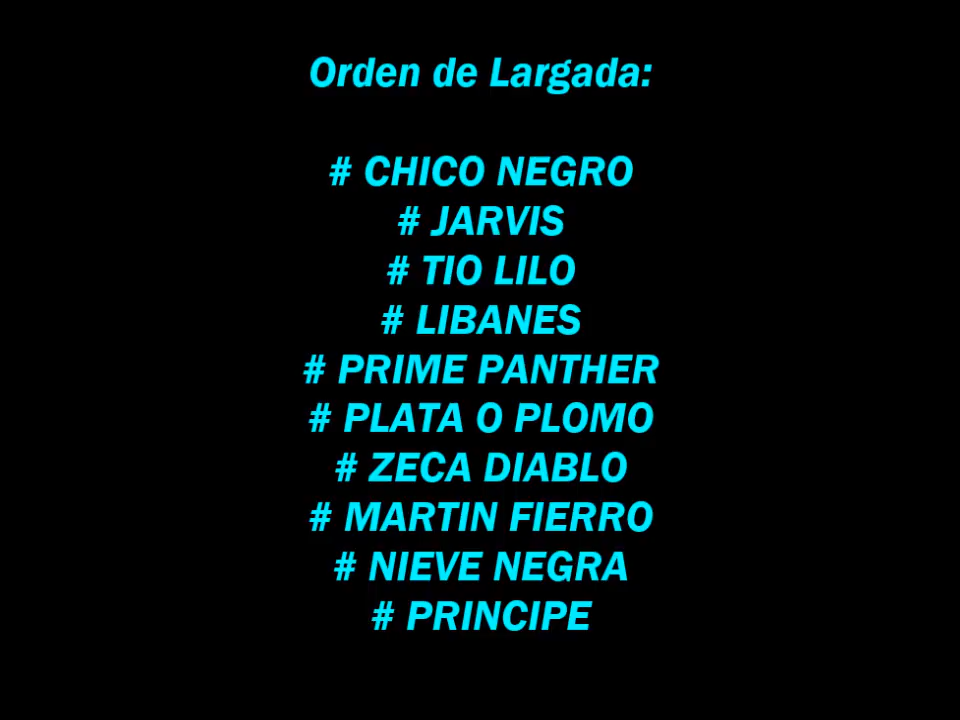 Orden de Largada:
# CHICO NEGRO
# JARVIS
# TIO LILO
# LIBANES
# PRIME PANTHER
# PLATA O PLOMO
# ZECA DIABLO
# MARTIN FIERRO
# NIEVE NEGRA
# PRINCIPE